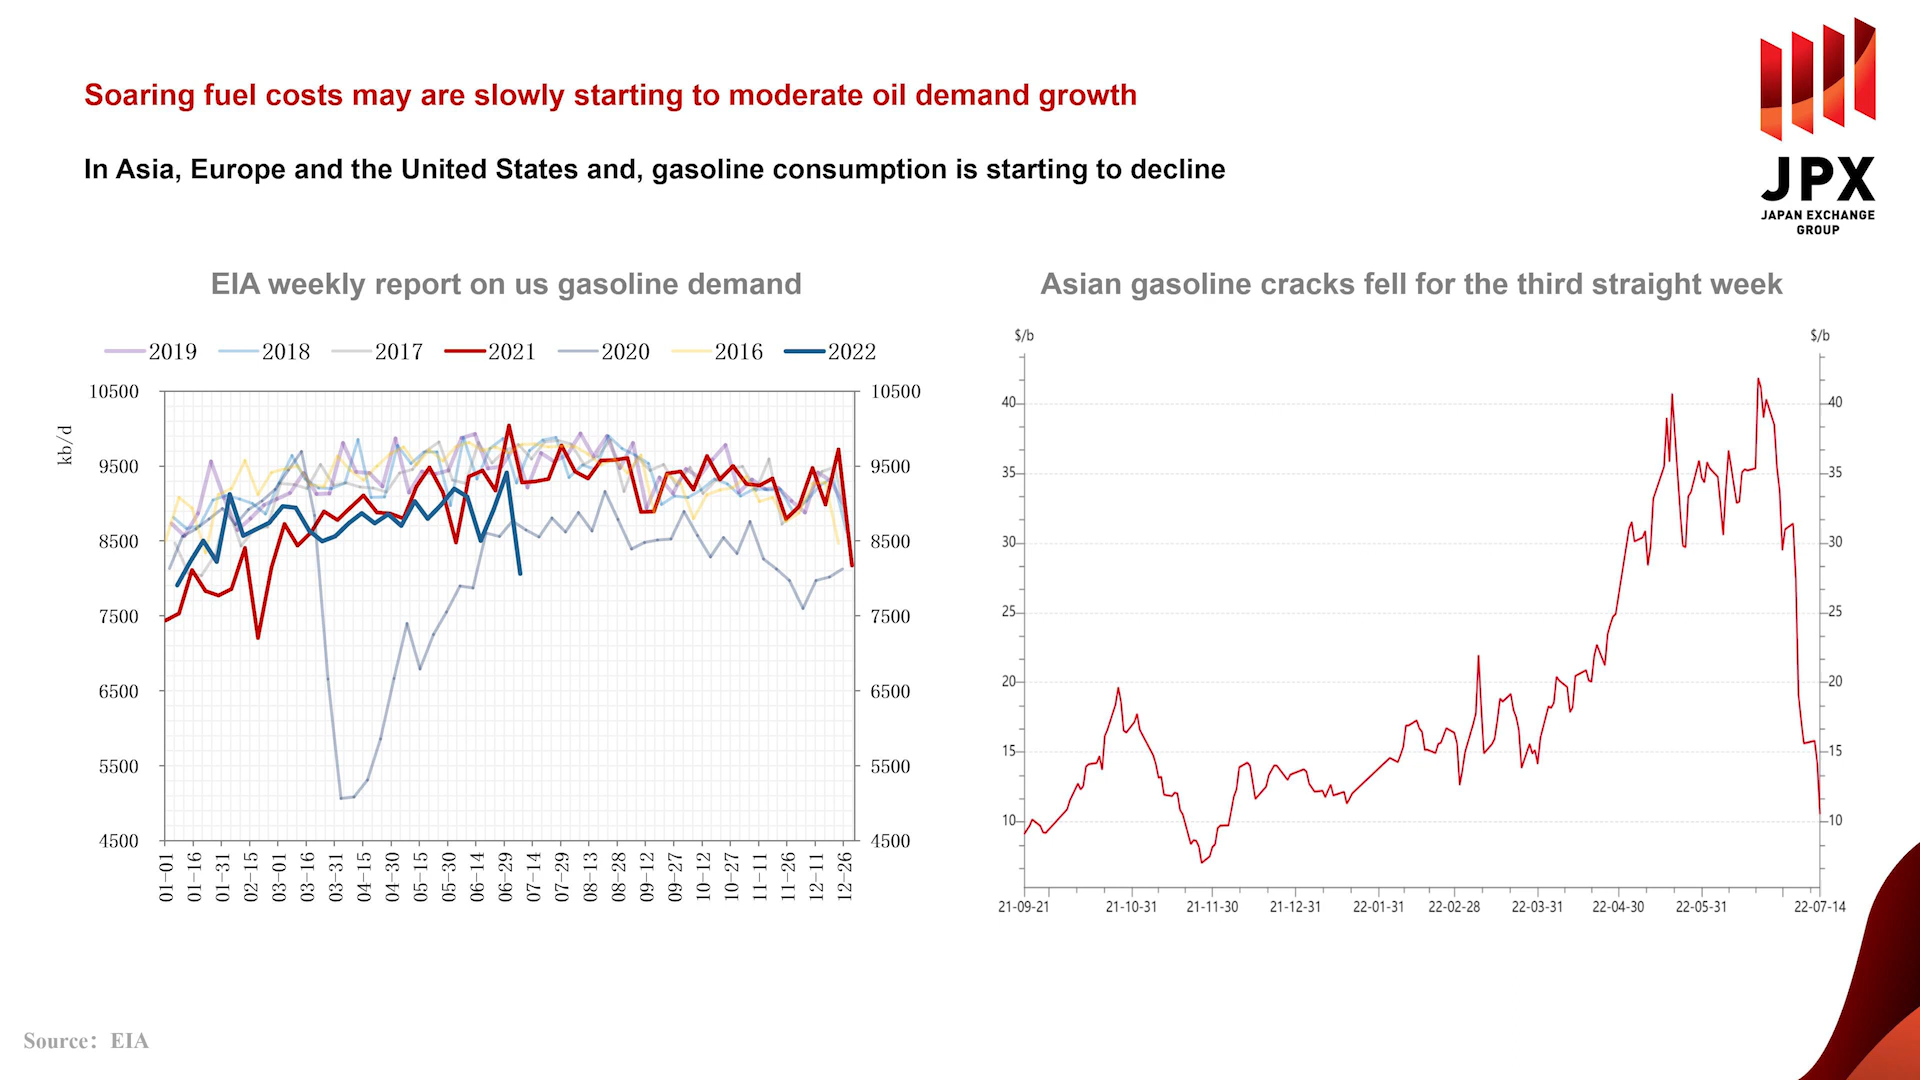 Soaring fuel costs may are slowly starting to moderate oil demand growth
In Asia, Europe and the United States and, gasoline consumption is starting to decline
JPX
JAPAN EXCHANGE
GROUP
EIA weekly report on us gasoline demand
2019 2018 2017 2021 2020 2016 2022
kb/d
10500 10500
9500 9500
8500 8500
7500 7500
6500 6500
5500 5500
4500 4500
01-01 01-16 01-31 02-15 03-01 03-16 03-31 04-15 04-30 05-15 05-30 06-14 06-29 07-14 07-29 08-13 08-28 09-12 09-27 10-12 10-27 11-11 11-26 12-11 12-26
Asian gasoline cracks fell for the third straight week
$/b $/b
40 40
35 35
30 30
25 25
20 20
15 15
10 10
21-09-21 21-10-31 21-11-30 21-12-31 22-01-31 22-02-28 22-03-31 22-04-30 22-05-31 22-07-14
Source：EIA